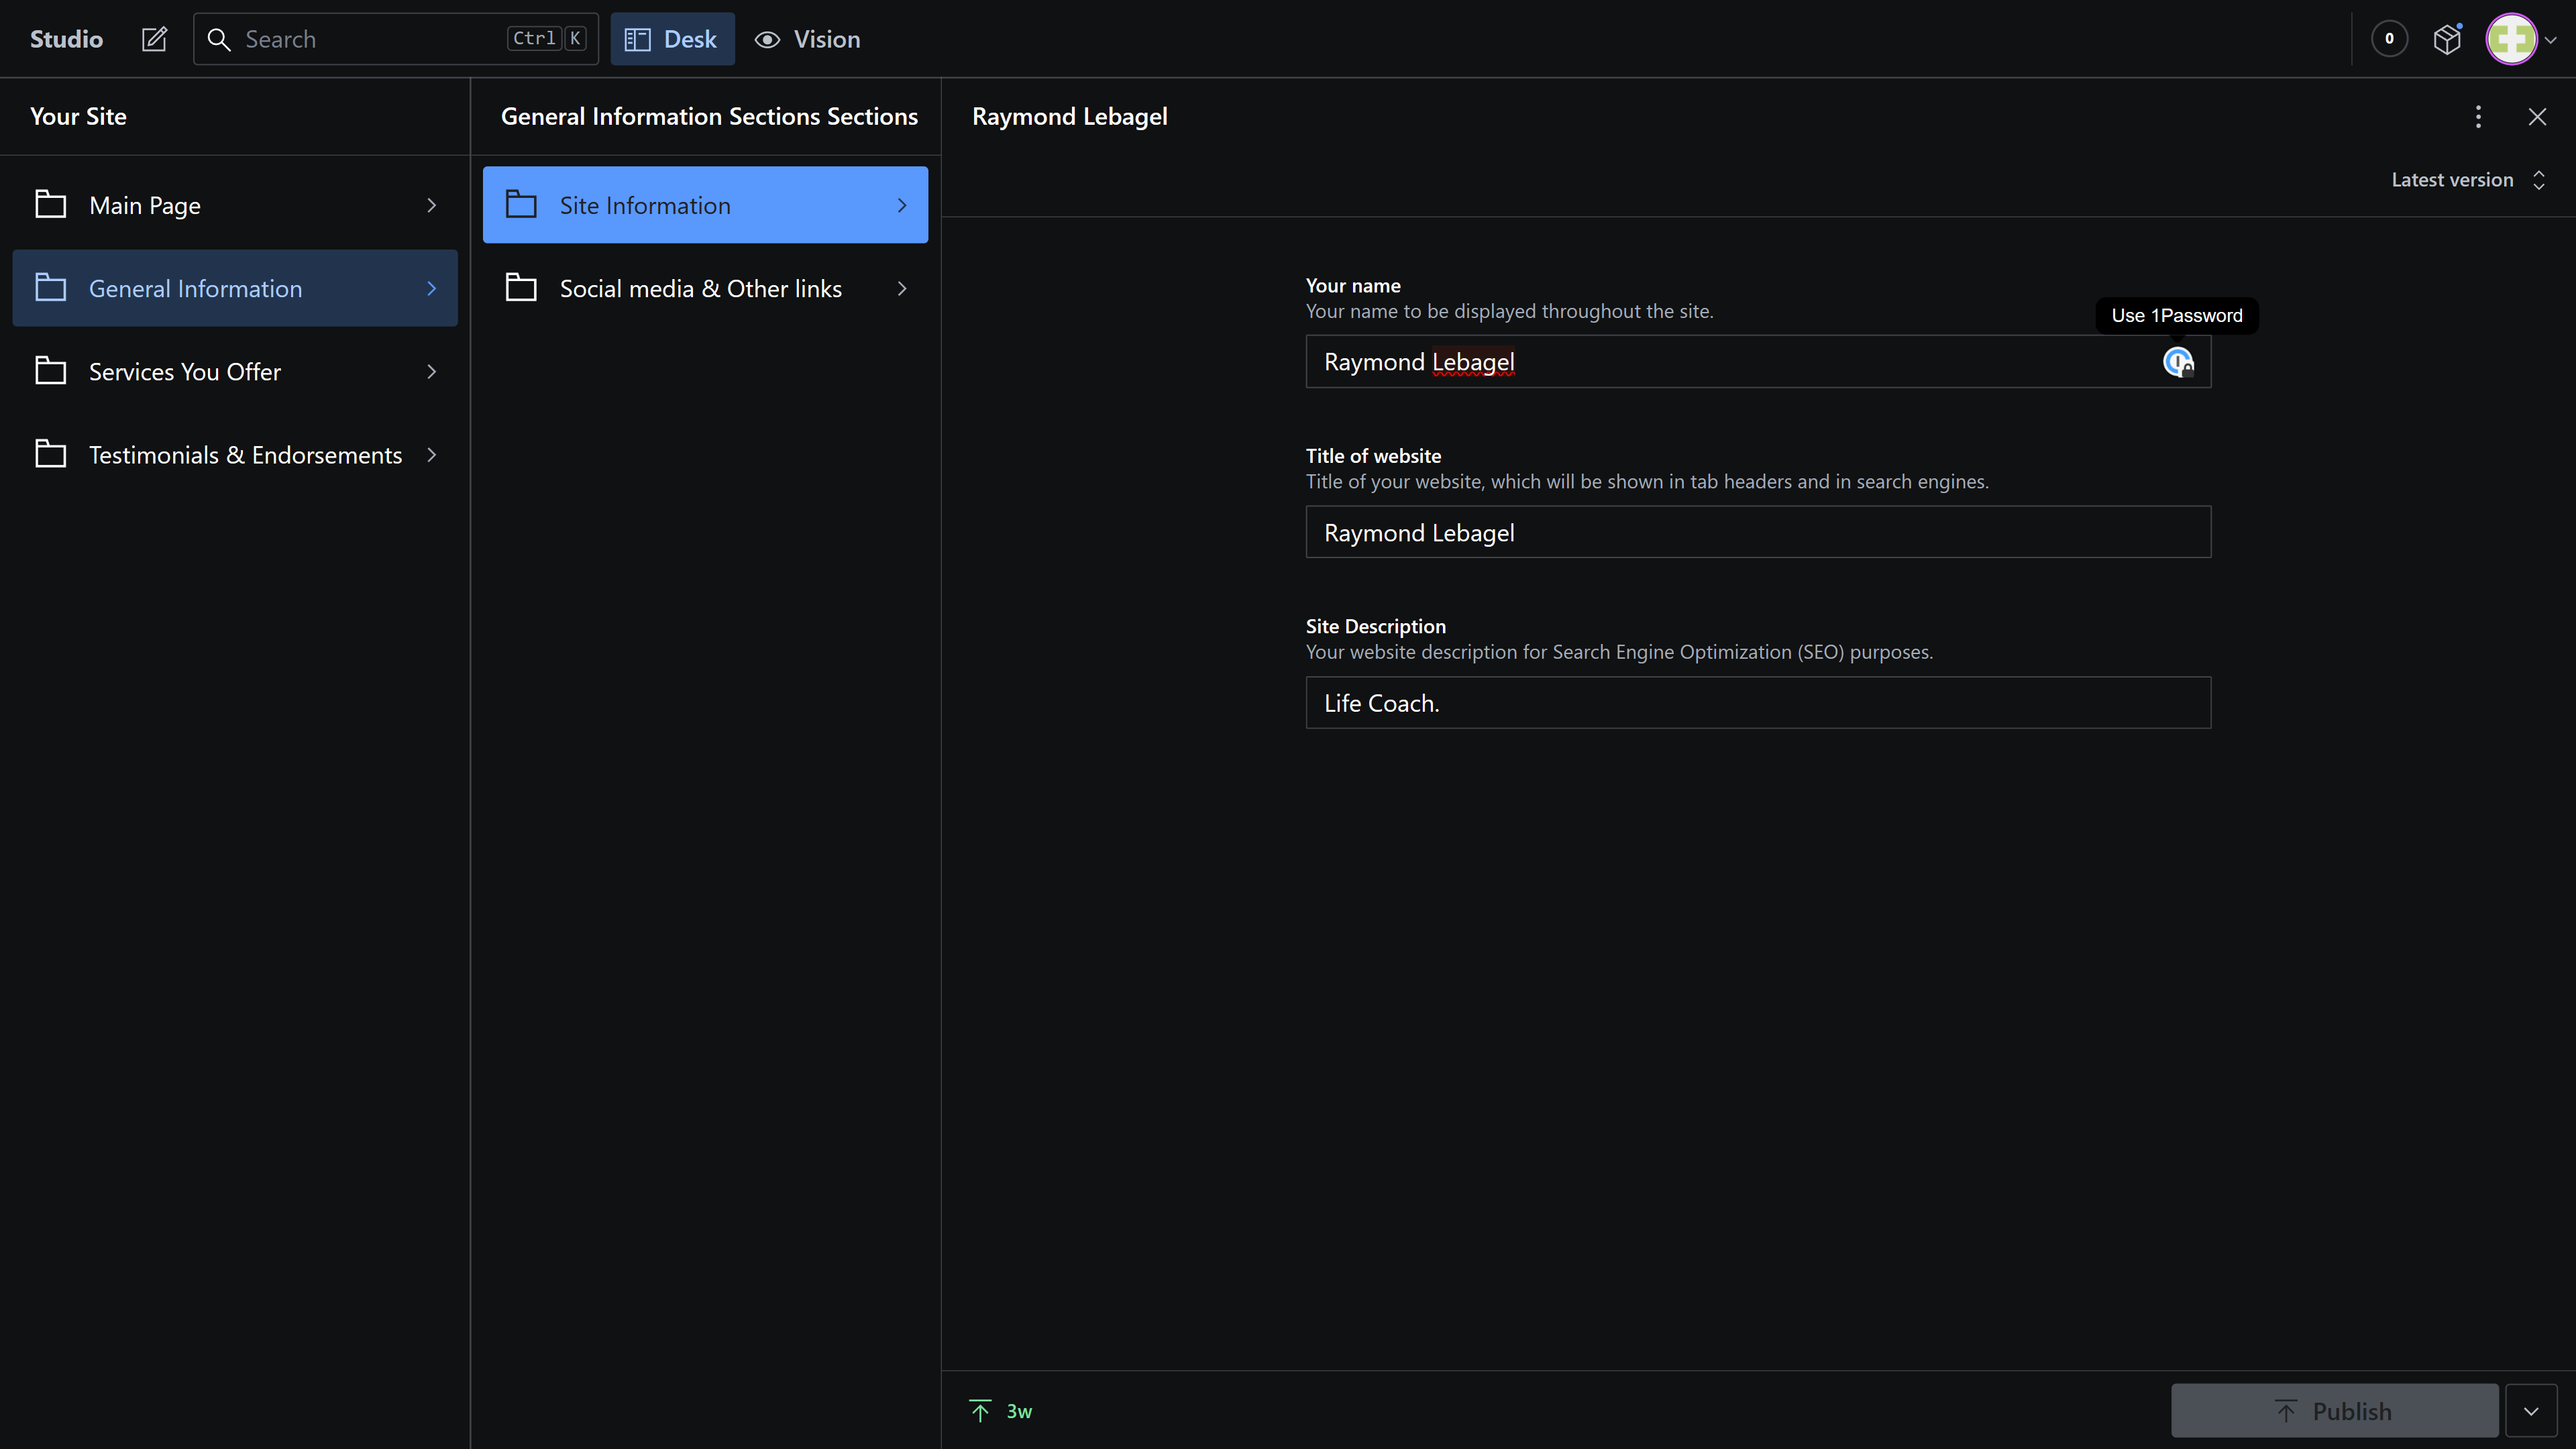 Studio
Search
Ctrl K
Desk
Vision
0
Your Site
Main Page
General Information
Services You Offer
Testimonials & Endorsements
General Information Sections Sections
Site Information
Social media & Other links
Raymond Lebagel
Latest version
Your name
Your name to be displayed throughout the site.
Use 1Password
Raymond Lebagel
Title of website
Title of your website, which will be shown in tab headers and in search engines.
Raymond Lebagel
Site Description
Your website description for Search Engine Optimization (SEO) purposes.
Life Coach.
3w
Publish